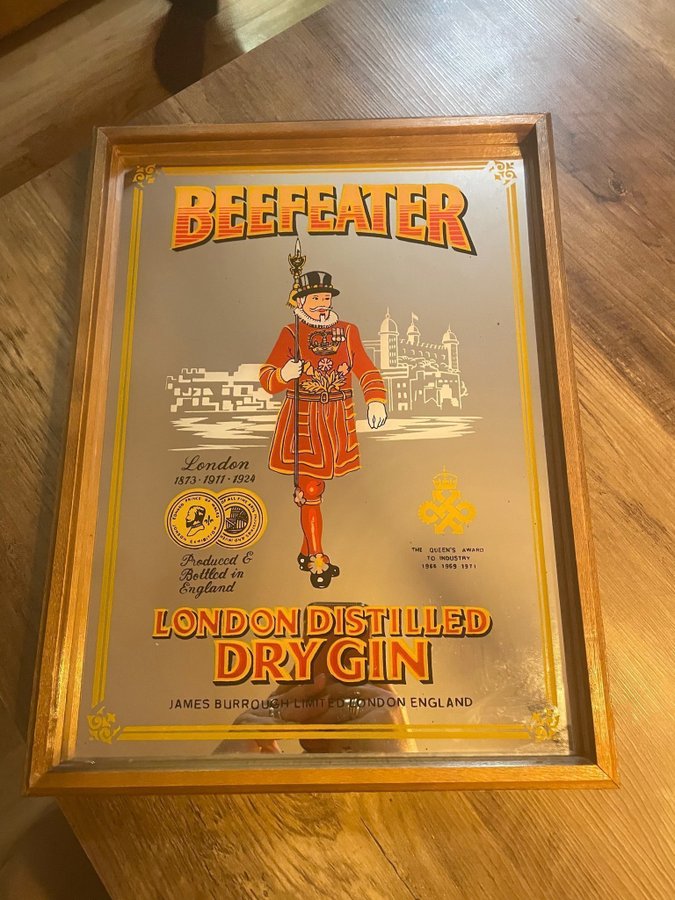 BEEFEATER
London
1873 · 1911 · 1924
Produced &
Bottled in
England
THE QUEEN'S AWARD
TO INDUSTRY
1966 1969 1971
LONDON DISTILLED
DRY GIN
JAMES BURROUGH LIMITED LONDON ENGLAND